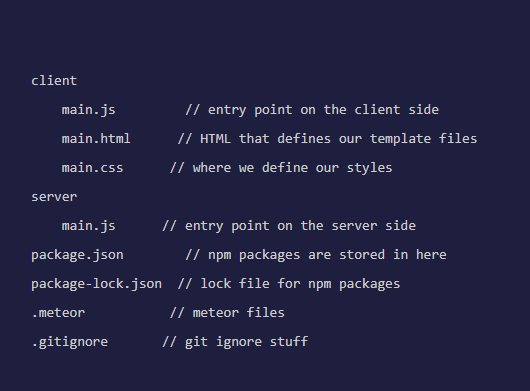 client
    main.js         // entry point on the client side
    main.html      // HTML that defines our template files
    main.css      // where we define our styles
server
    main.js      // entry point on the server side
package.json        // npm packages are stored in here
package-lock.json  // lock file for npm packages
.meteor           // meteor files
.gitignore       // git ignore stuff